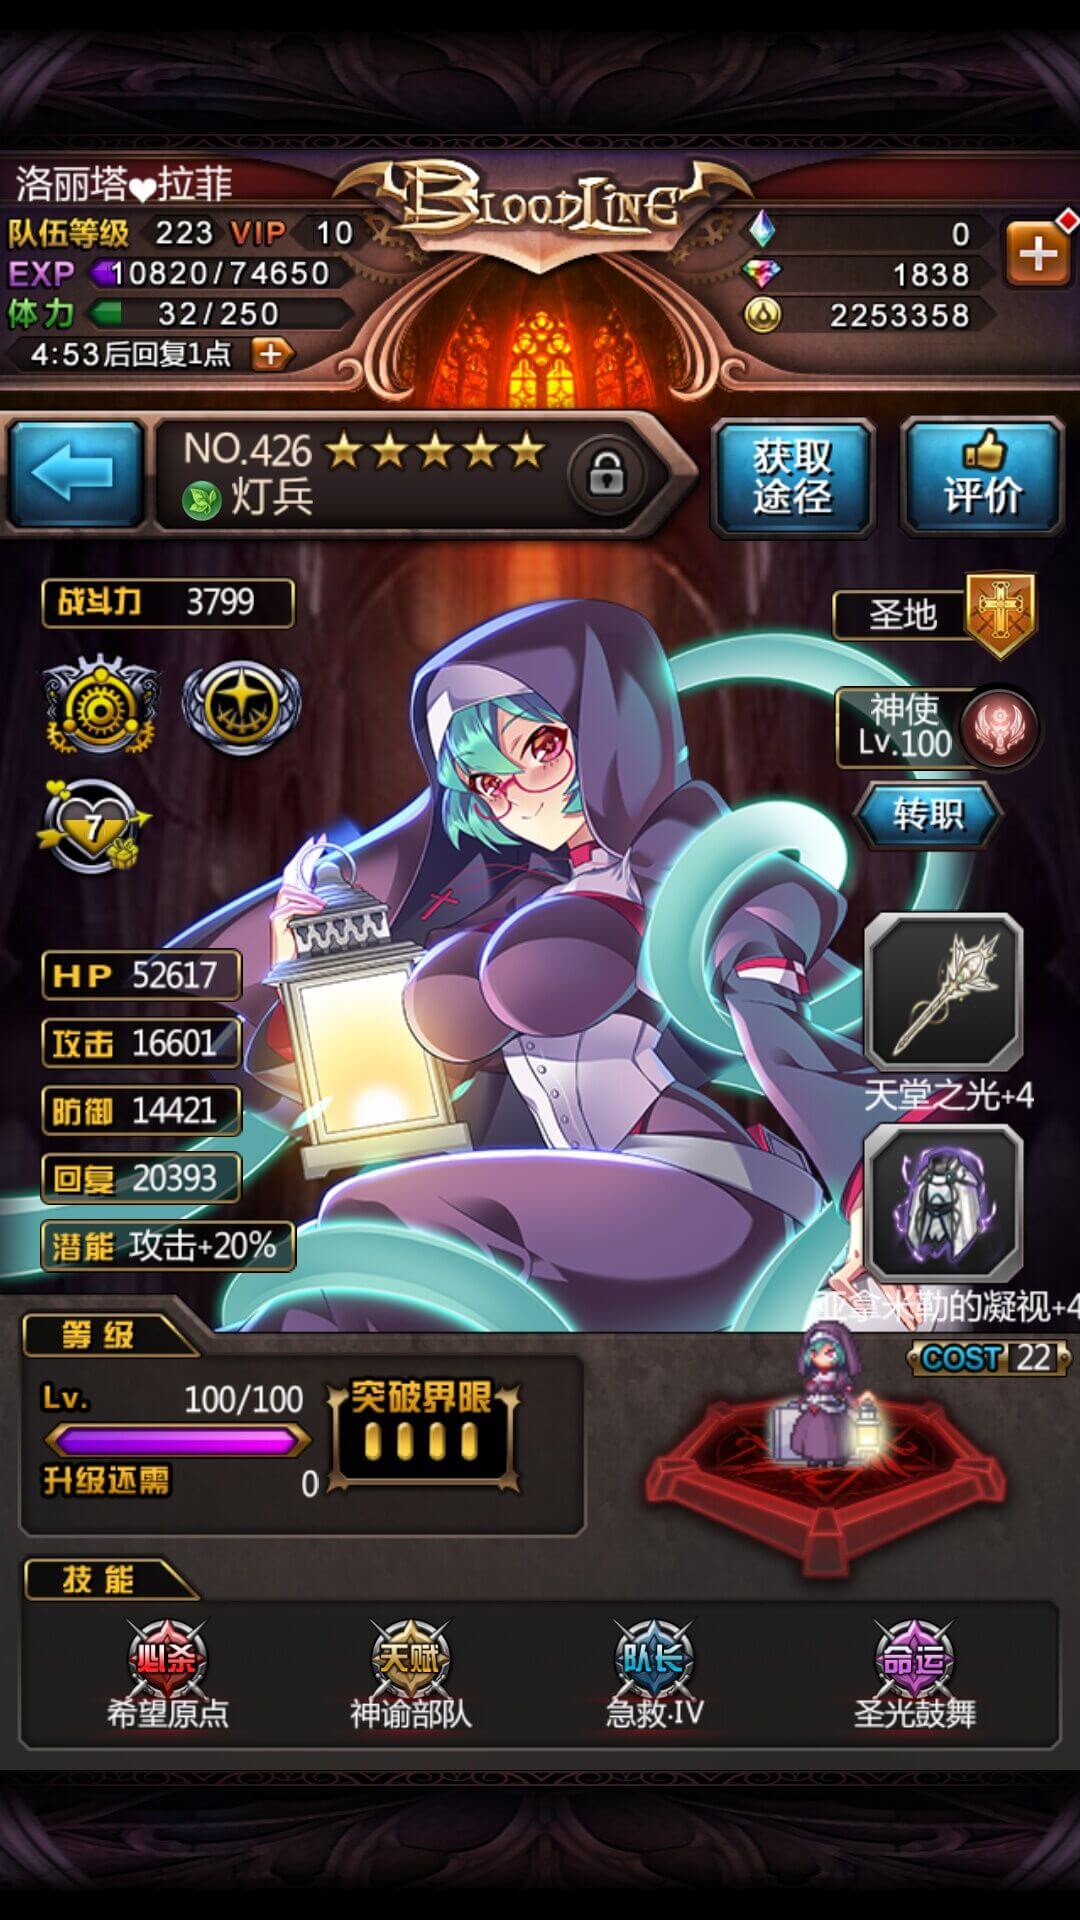 洛丽塔♥拉菲
BLOODLINE
队伍等级 223 VIP 10
0
EXP 10820/74650
1838
体力 32/250
2253358
4:53后回复1点
NO.426
灯兵
获取
途径
评价
战斗力 3799
圣地
神使
Lv.100
转职
7
HP 52617
攻击 16601
防御 14421
回复 20393
潜能 攻击+20%
天堂之光+4
亚拿米勒的凝视+4
等级
COST 22
Lv. 100/100
突破界限
升级还需 0
技能
必杀
希望原点
天赋
神谕部队
队长
急救·IV
命运
圣光鼓舞